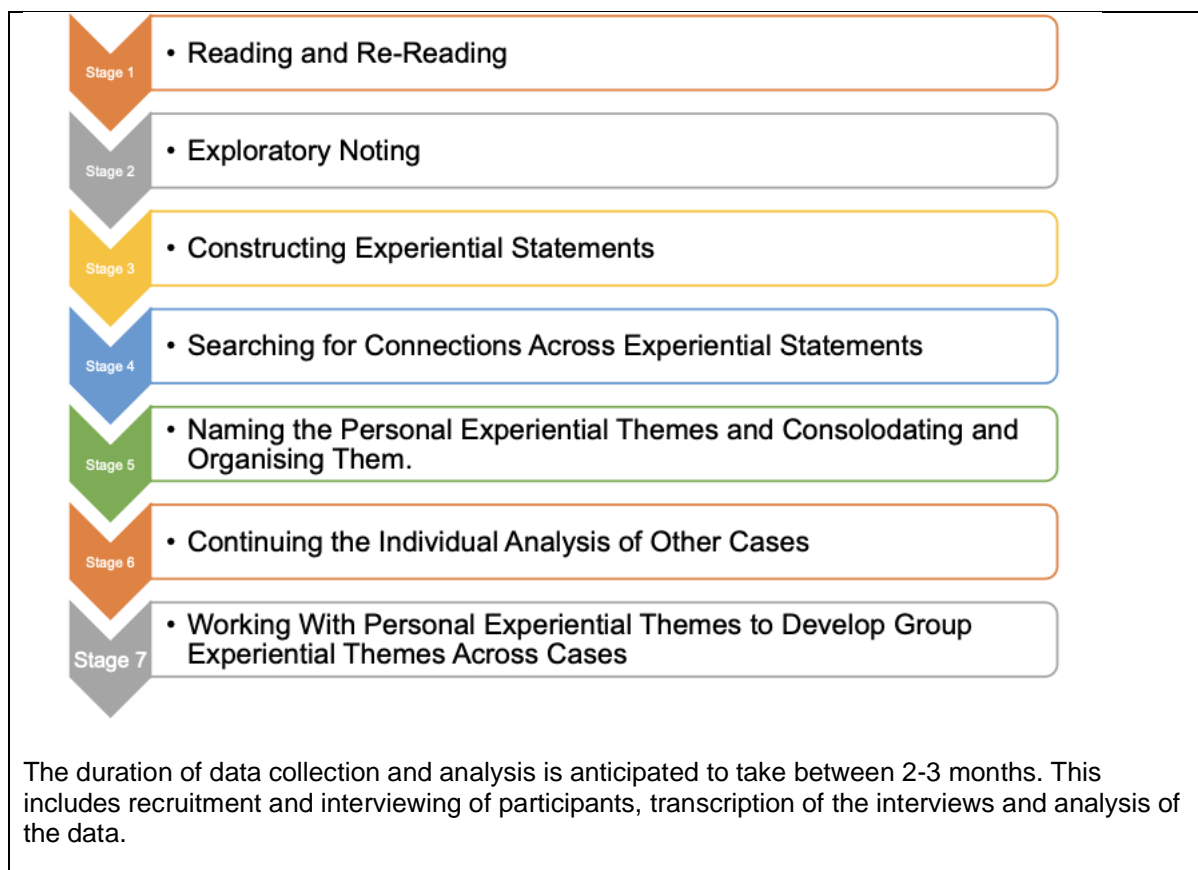 Stage 1
• Reading and Re-Reading
Stage 2
• Exploratory Noting
Stage 3
• Constructing Experiential Statements
Stage 4
• Searching for Connections Across Experiential Statements
Stage 5
• Naming the Personal Experiential Themes and Consolodating and
Organising Them.
Stage 6
• Continuing the Individual Analysis of Other Cases
Stage 7
• Working With Personal Experiential Themes to Develop Group
Experiential Themes Across Cases
The duration of data collection and analysis is anticipated to take between 2-3 months. This
includes recruitment and interviewing of participants, transcription of the interviews and analysis of
the data.